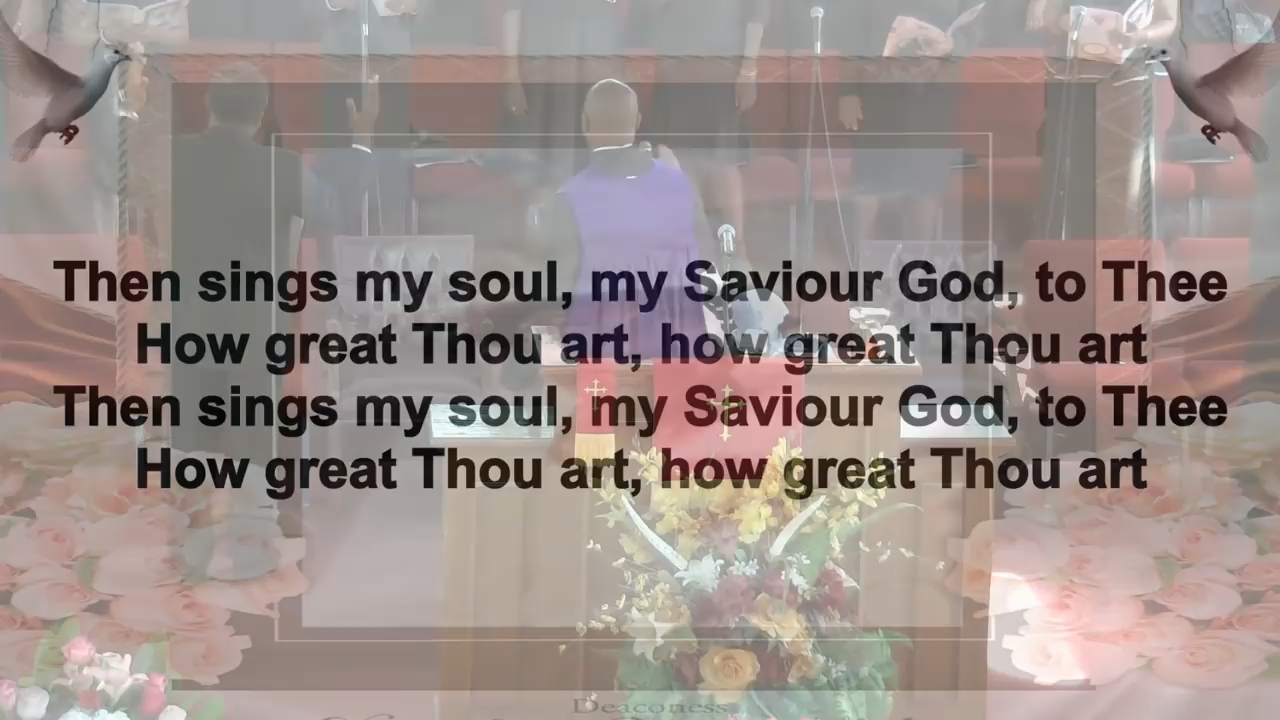 Then sings my soul, my Saviour God, to Thee
How great Thou art, how great Thou art
Then sings my soul, my Saviour God, to Thee
How great Thou art, how great Thou art
Deaconess